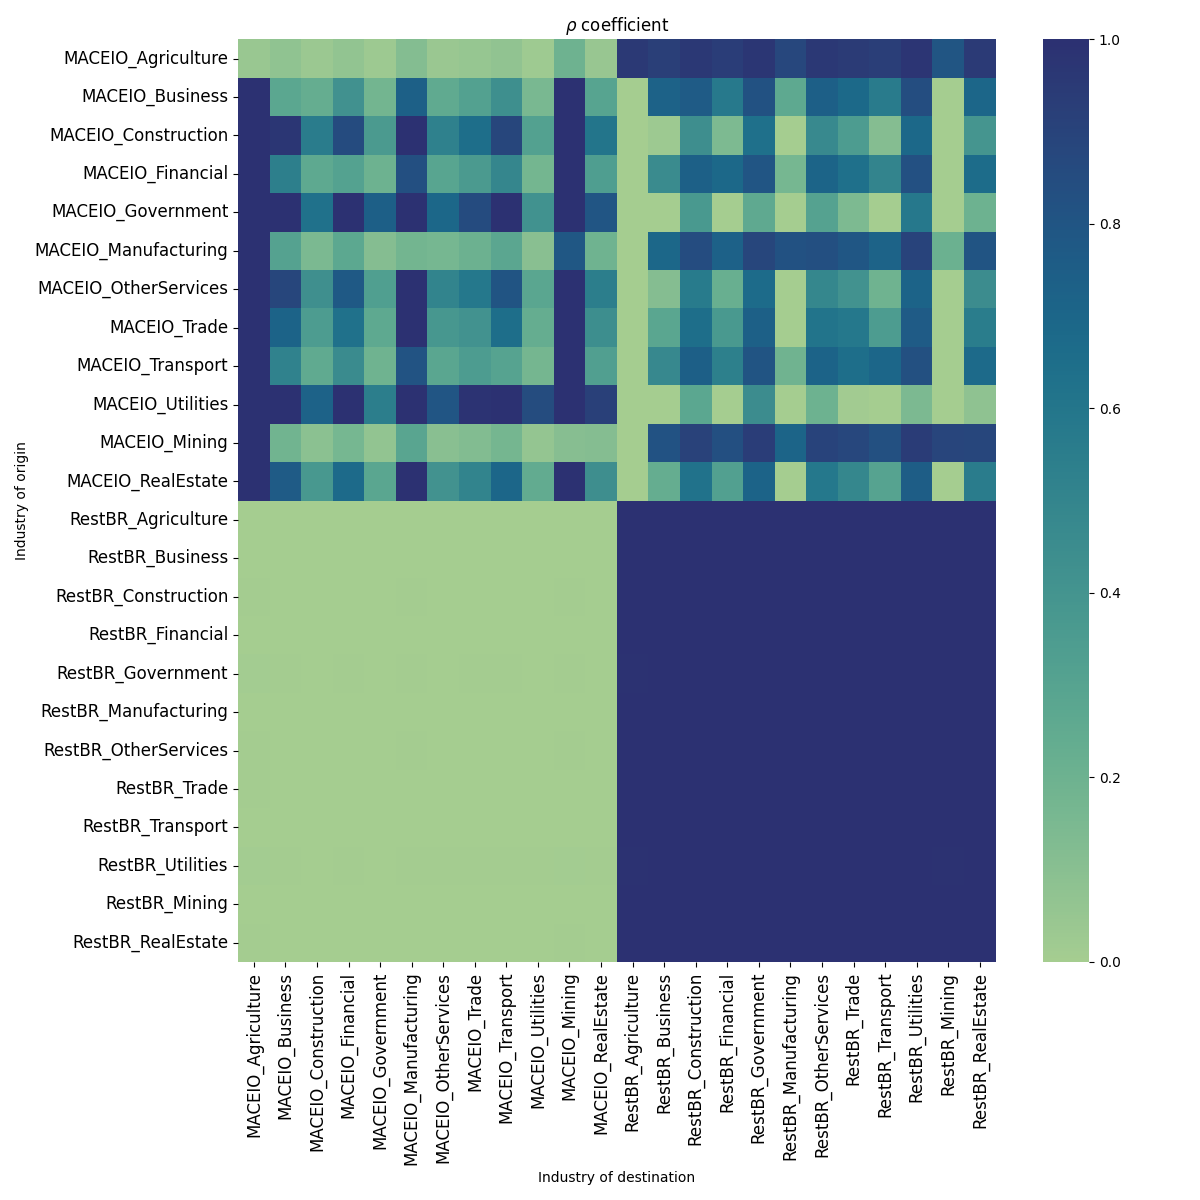 ρ coefficient
MACEIO_Agriculture
MACEIO_Business
MACEIO_Construction
MACEIO_Financial
MACEIO_Government
MACEIO_Manufacturing
MACEIO_OtherServices
MACEIO_Trade
MACEIO_Transport
MACEIO_Utilities
MACEIO_Mining
MACEIO_RealEstate
RestBR_Agriculture
RestBR_Business
RestBR_Construction
RestBR_Financial
RestBR_Government
RestBR_Manufacturing
RestBR_OtherServices
RestBR_Trade
RestBR_Transport
RestBR_Utilities
RestBR_Mining
RestBR_RealEstate
Industry of origin
MACEIO_Agriculture
MACEIO_Business
MACEIO_Construction
MACEIO_Financial
MACEIO_Government
MACEIO_Manufacturing
MACEIO_OtherServices
MACEIO_Trade
MACEIO_Transport
MACEIO_Utilities
MACEIO_Mining
MACEIO_RealEstate
RestBR_Agriculture
RestBR_Business
RestBR_Construction
RestBR_Financial
RestBR_Government
RestBR_Manufacturing
RestBR_OtherServices
RestBR_Trade
RestBR_Transport
RestBR_Utilities
RestBR_Mining
RestBR_RealEstate
Industry of destination
1.0
0.8
0.6
0.4
0.2
0.0